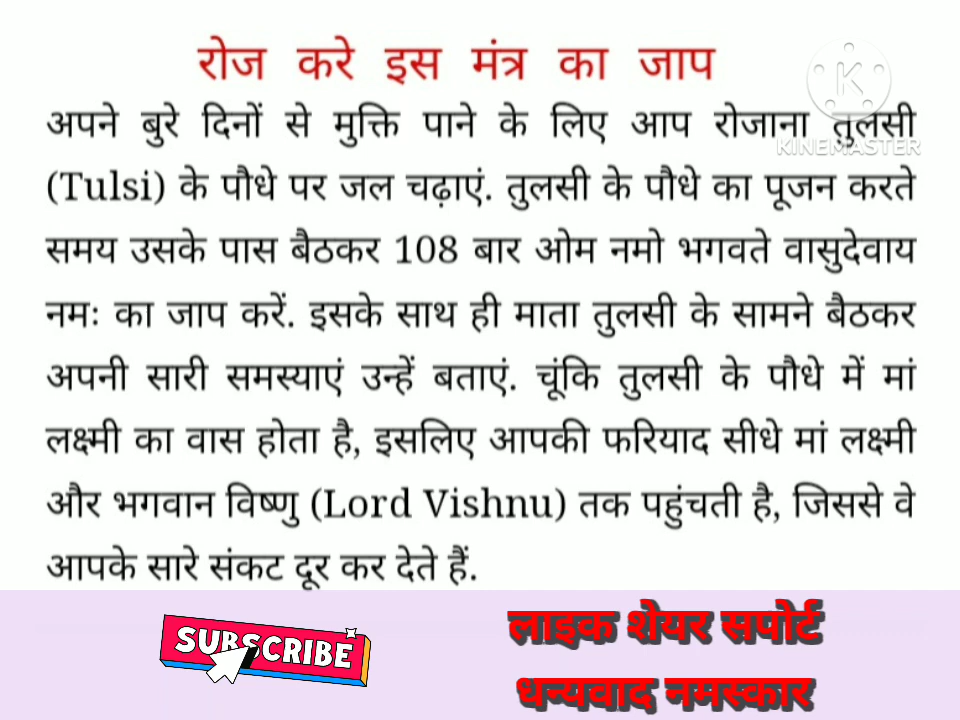 रोज करे इस मंत्र का जाप
अपने बुरे दिनों से मुक्ति पाने के लिए आप रोजाना तुलसी
(Tulsi) के पौधे पर जल चढ़ाएं. तुलसी के पौधे का पूजन करते
समय उसके पास बैठकर 108 बार ओम नमो भगवते वासुदेवाय
नमः का जाप करें. इसके साथ ही माता तुलसी के सामने बैठकर
अपनी सारी समस्याएं उन्हें बताएं. चूंकि तुलसी के पौधे में मां
लक्ष्मी का वास होता है, इसलिए आपकी फरियाद सीधे मां लक्ष्मी
और भगवान विष्णु (Lord Vishnu) तक पहुंचती है, जिससे वे
आपके सारे संकट दूर कर देते हैं.
K
KINEMASTER
SUBSCRIBE
लाइक शेयर सपोर्ट
धन्यवाद नमस्कार